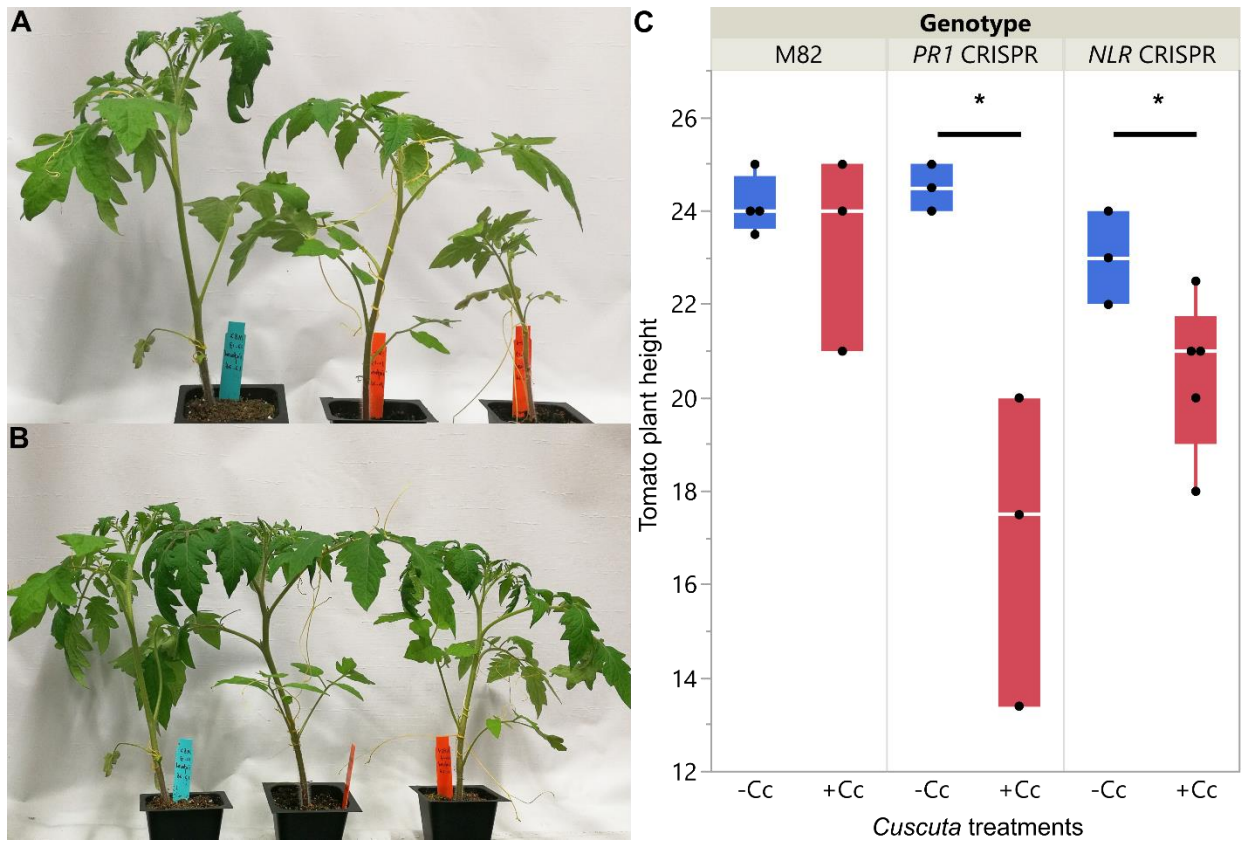 A
B
C
Genotype
M82
PR1 CRISPR
NLR CRISPR
*
*
Tomato plant height
26
24
22
20
18
16
14
12
-Cc
+Cc
-Cc
+Cc
-Cc
+Cc
Cuscuta treatments